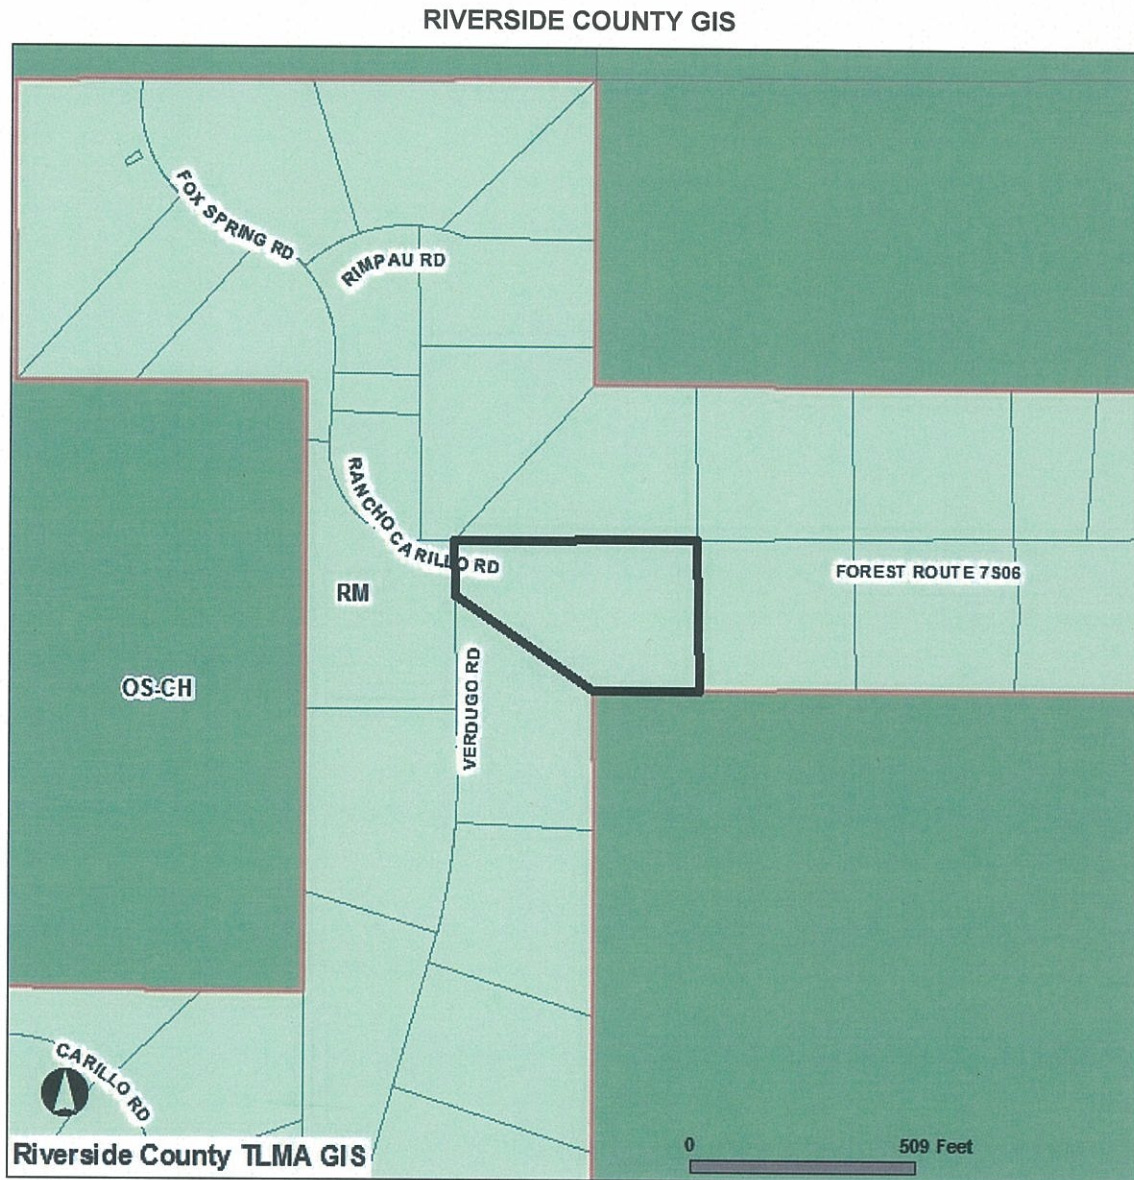 RIVERSIDE COUNTY GIS
FOX SPRING RD
RIMPAU RD
RANCHO CARILLO RD
FOREST ROUTE 7S06
RM
OS-CH
VERDUGO RD
CARILLO RD
Riverside County TLMA GIS
0
509 Feet